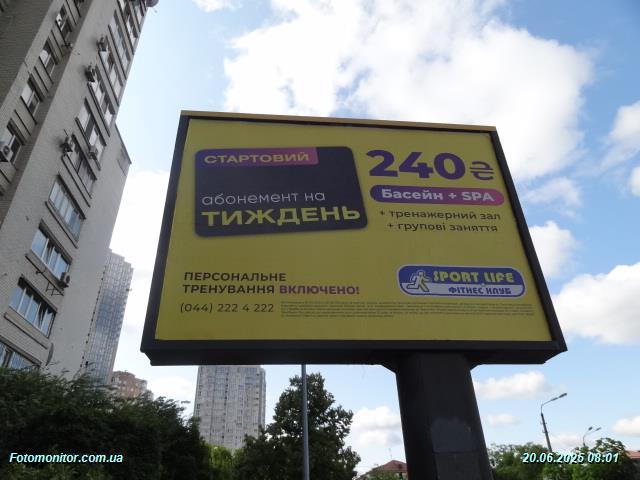 СТАРТОВИЙ
абонемент на
ТИЖДЕНЬ
240₴
Басейн + SPA
+ тренажерний зал
+ групові заняття
ПЕРСОНАЛЬНЕ
ТРЕНУВАННЯ ВКЛЮЧЕНО!
(044) 222 4 222
SPORT LIFE
ФІТНЕС КЛУБ
Fotomonitor.com.ua
20.06.2025 08:01